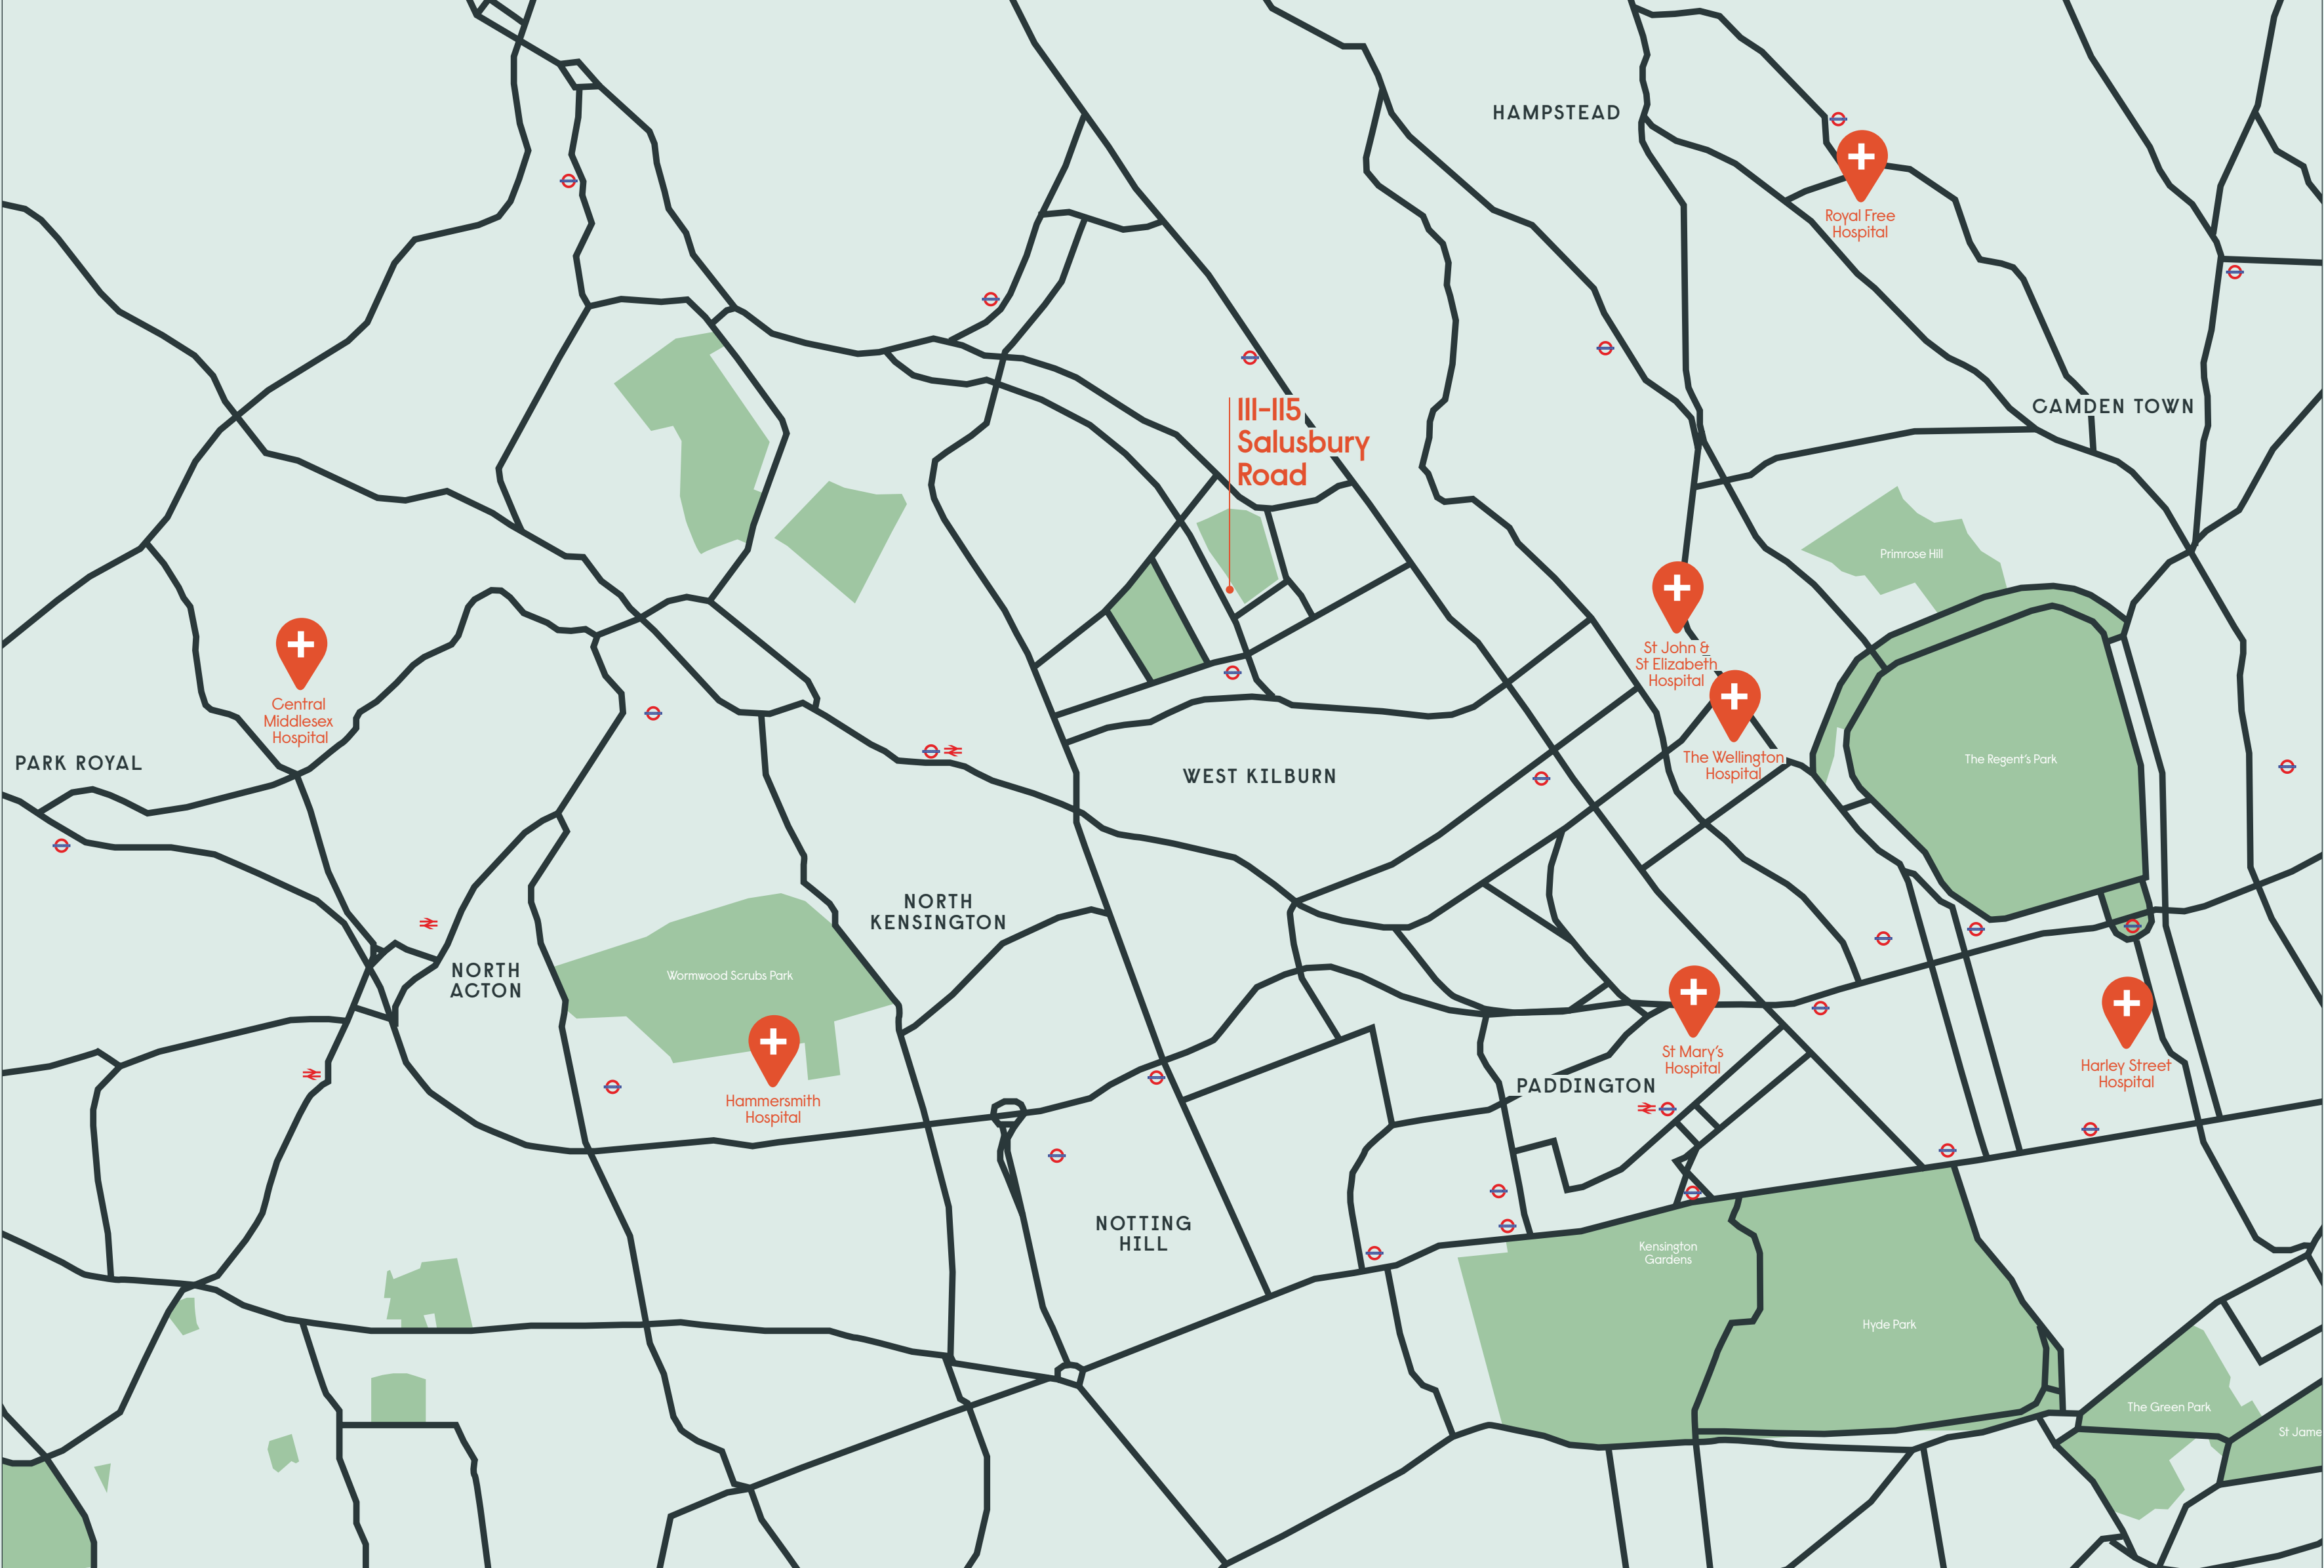 HAMPSTEAD
Royal Free
Hospital
CAMDEN TOWN
111-115
Salusbury
Road
Primrose Hill
St John &
St Elizabeth
Hospital
Central
Middlesex
Hospital
The Wellington
Hospital
The Regent's Park
PARK ROYAL
WEST KILBURN
NORTH
KENSINGTON
Wormwood Scrubs Park
NORTH
ACTON
Hammersmith
Hospital
St Mary's
Hospital
Harley Street
Hospital
PADDINGTON
NOTTING
HILL
Kensington
Gardens
Hyde Park
The Green Park
St Jame